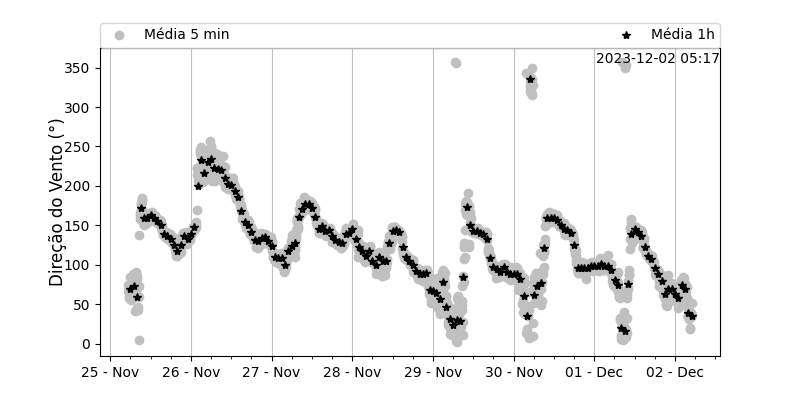 Média 5 min
Média 1h
2023-12-02 05:17
Direção do Vento (°)
350
300
250
200
150
100
50
0
25 - Nov
26 - Nov
27 - Nov
28 - Nov
29 - Nov
30 - Nov
01 - Dec
02 - Dec